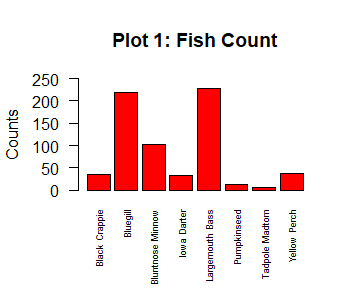 Plot 1: Fish Count
Counts
250
200
150
100
50
0
Black Crappie
Bluegill
Bluntnose Minnow
Iowa Darter
Largemouth Bass
Pumpkinseed
Tadpole Madtom
Yellow Perch